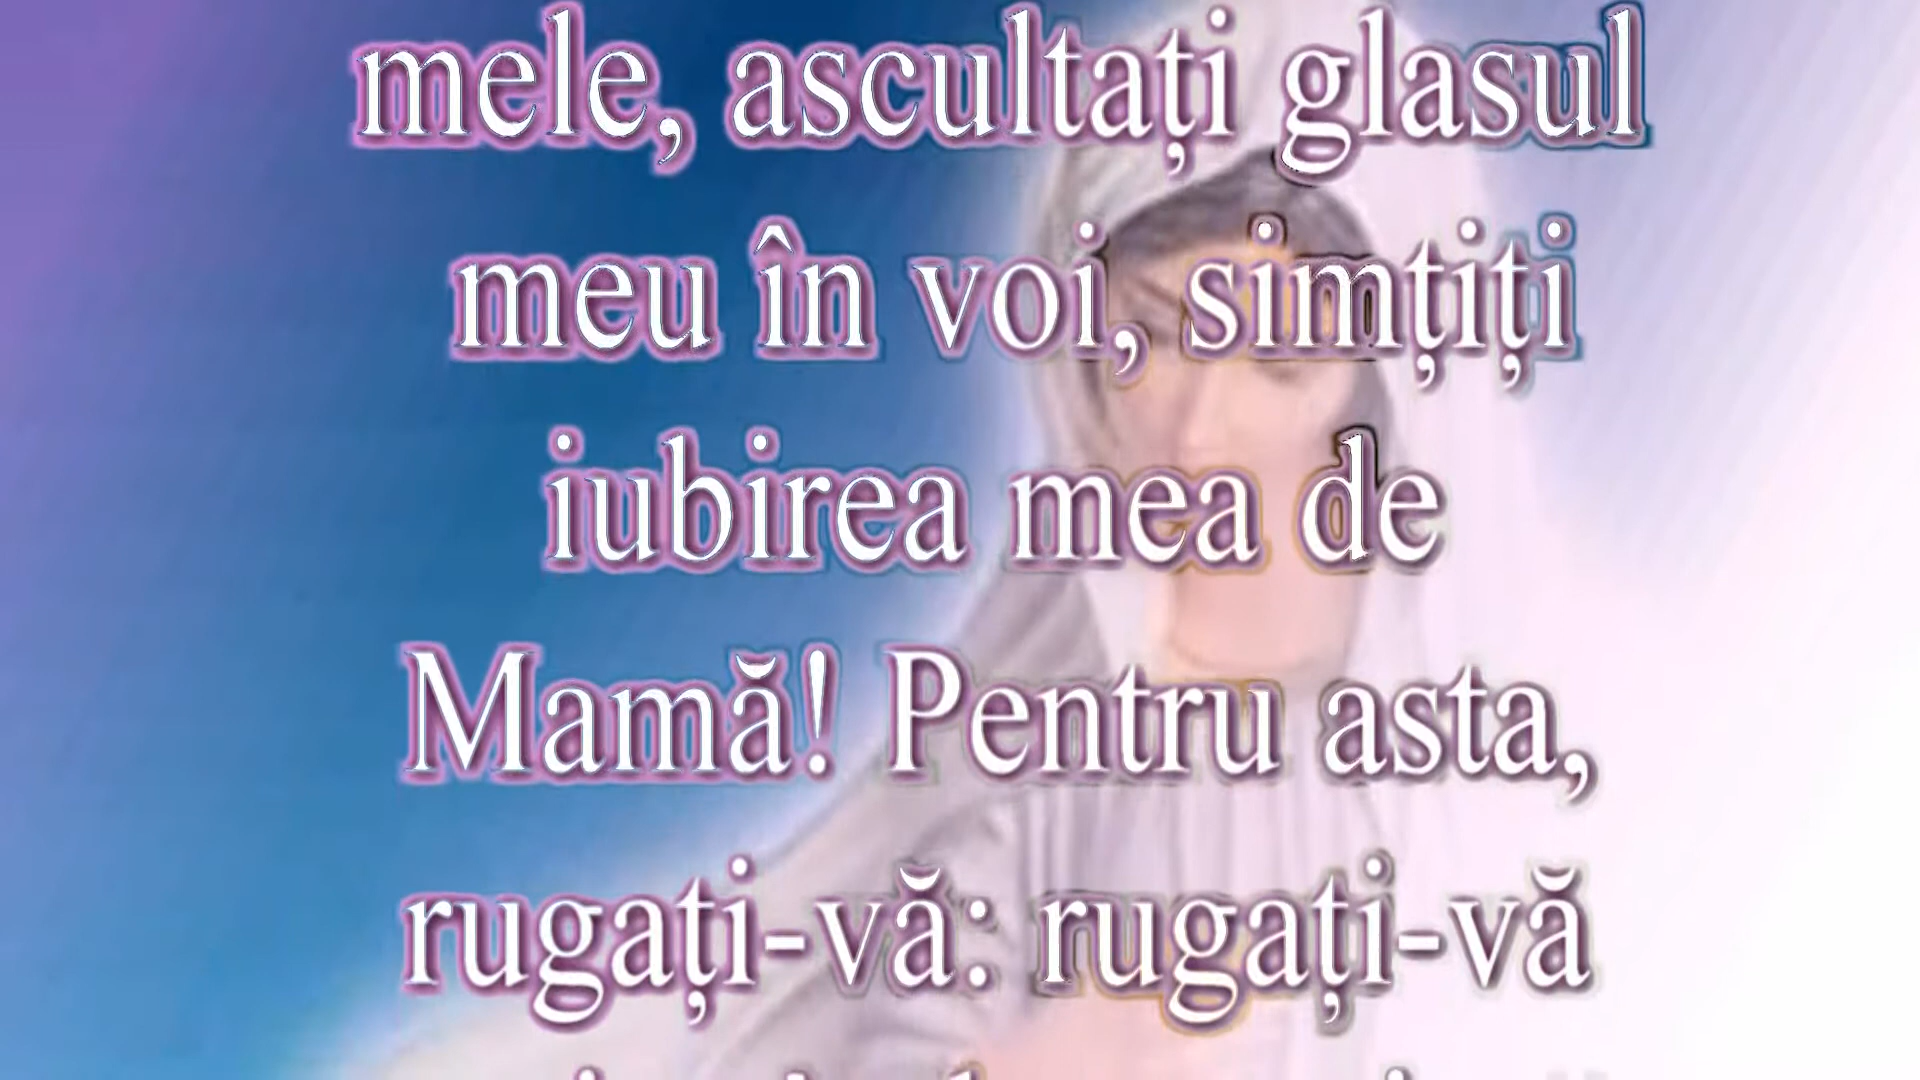 mele, ascultați glasul
meu în voi, simțiți
iubirea mea de
Mamă! Pentru asta,
rugați-vă: rugați-vă